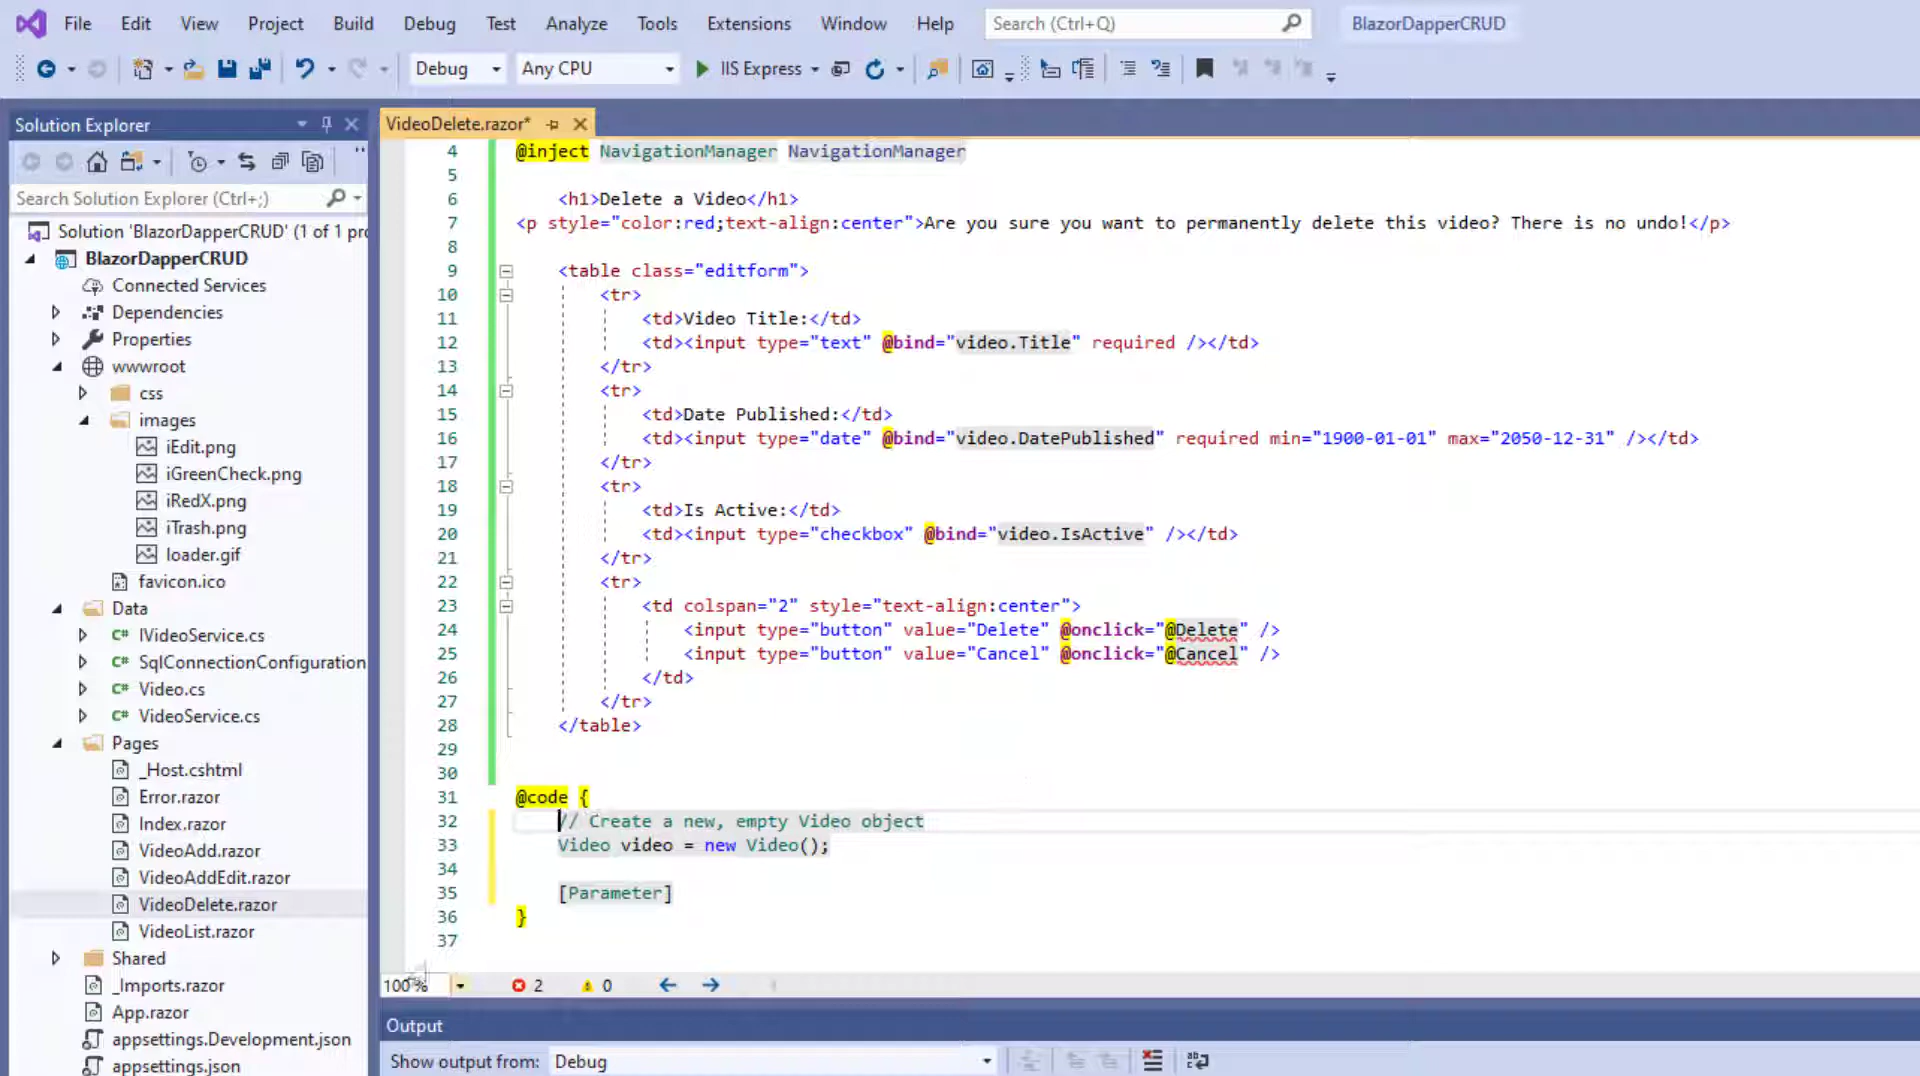 File Edit View Project Build Debug Test Analyze Tools Extensions Window Help Search (Ctrl+Q) BlazorDapperCRUD
Debug Any CPU IIS Express
Solution Explorer
Search Solution Explorer (Ctrl+;)
Solution 'BlazorDapperCRUD' (1 of 1 pro
BlazorDapperCRUD
Connected Services
Dependencies
Properties
wwwroot
css
images
iEdit.png
iGreenCheck.png
iRedX.png
iTrash.png
loader.gif
favicon.ico
Data
C# IVideoService.cs
C# SqlConnectionConfiguration
C# Video.cs
C# VideoService.cs
Pages
_Host.cshtml
Error.razor
Index.razor
VideoAdd.razor
VideoAddEdit.razor
VideoDelete.razor
VideoList.razor
Shared
_Imports.razor
App.razor
appsettings.Development.json
appsettings.json
VideoDelete.razor*
4 @inject NavigationManager NavigationManager
5
6 <h1>Delete a Video</h1>
7 <p style="color:red;text-align:center">Are you sure you want to permanently delete this video? There is no undo!</p>
8
9 <table class="editform">
10 <tr>
11 <td>Video Title:</td>
12 <td><input type="text" @bind="video.Title" required /></td>
13 </tr>
14 <tr>
15 <td>Date Published:</td>
16 <td><input type="date" @bind="video.DatePublished" required min="1900-01-01" max="2050-12-31" /></td>
17 </tr>
18 <tr>
19 <td>Is Active:</td>
20 <td><input type="checkbox" @bind="video.IsActive" /></td>
21 </tr>
22 <tr>
23 <td colspan="2" style="text-align:center">
24 <input type="button" value="Delete" @onclick="@Delete" />
25 <input type="button" value="Cancel" @onclick="@Cancel" />
26 </td>
27 </tr>
28 </table>
29
30
31 @code {
32 // Create a new, empty Video object
33 Video video = new Video();
34
35 [Parameter]
36 }
37
100 % 2 0
Output
Show output from: Debug